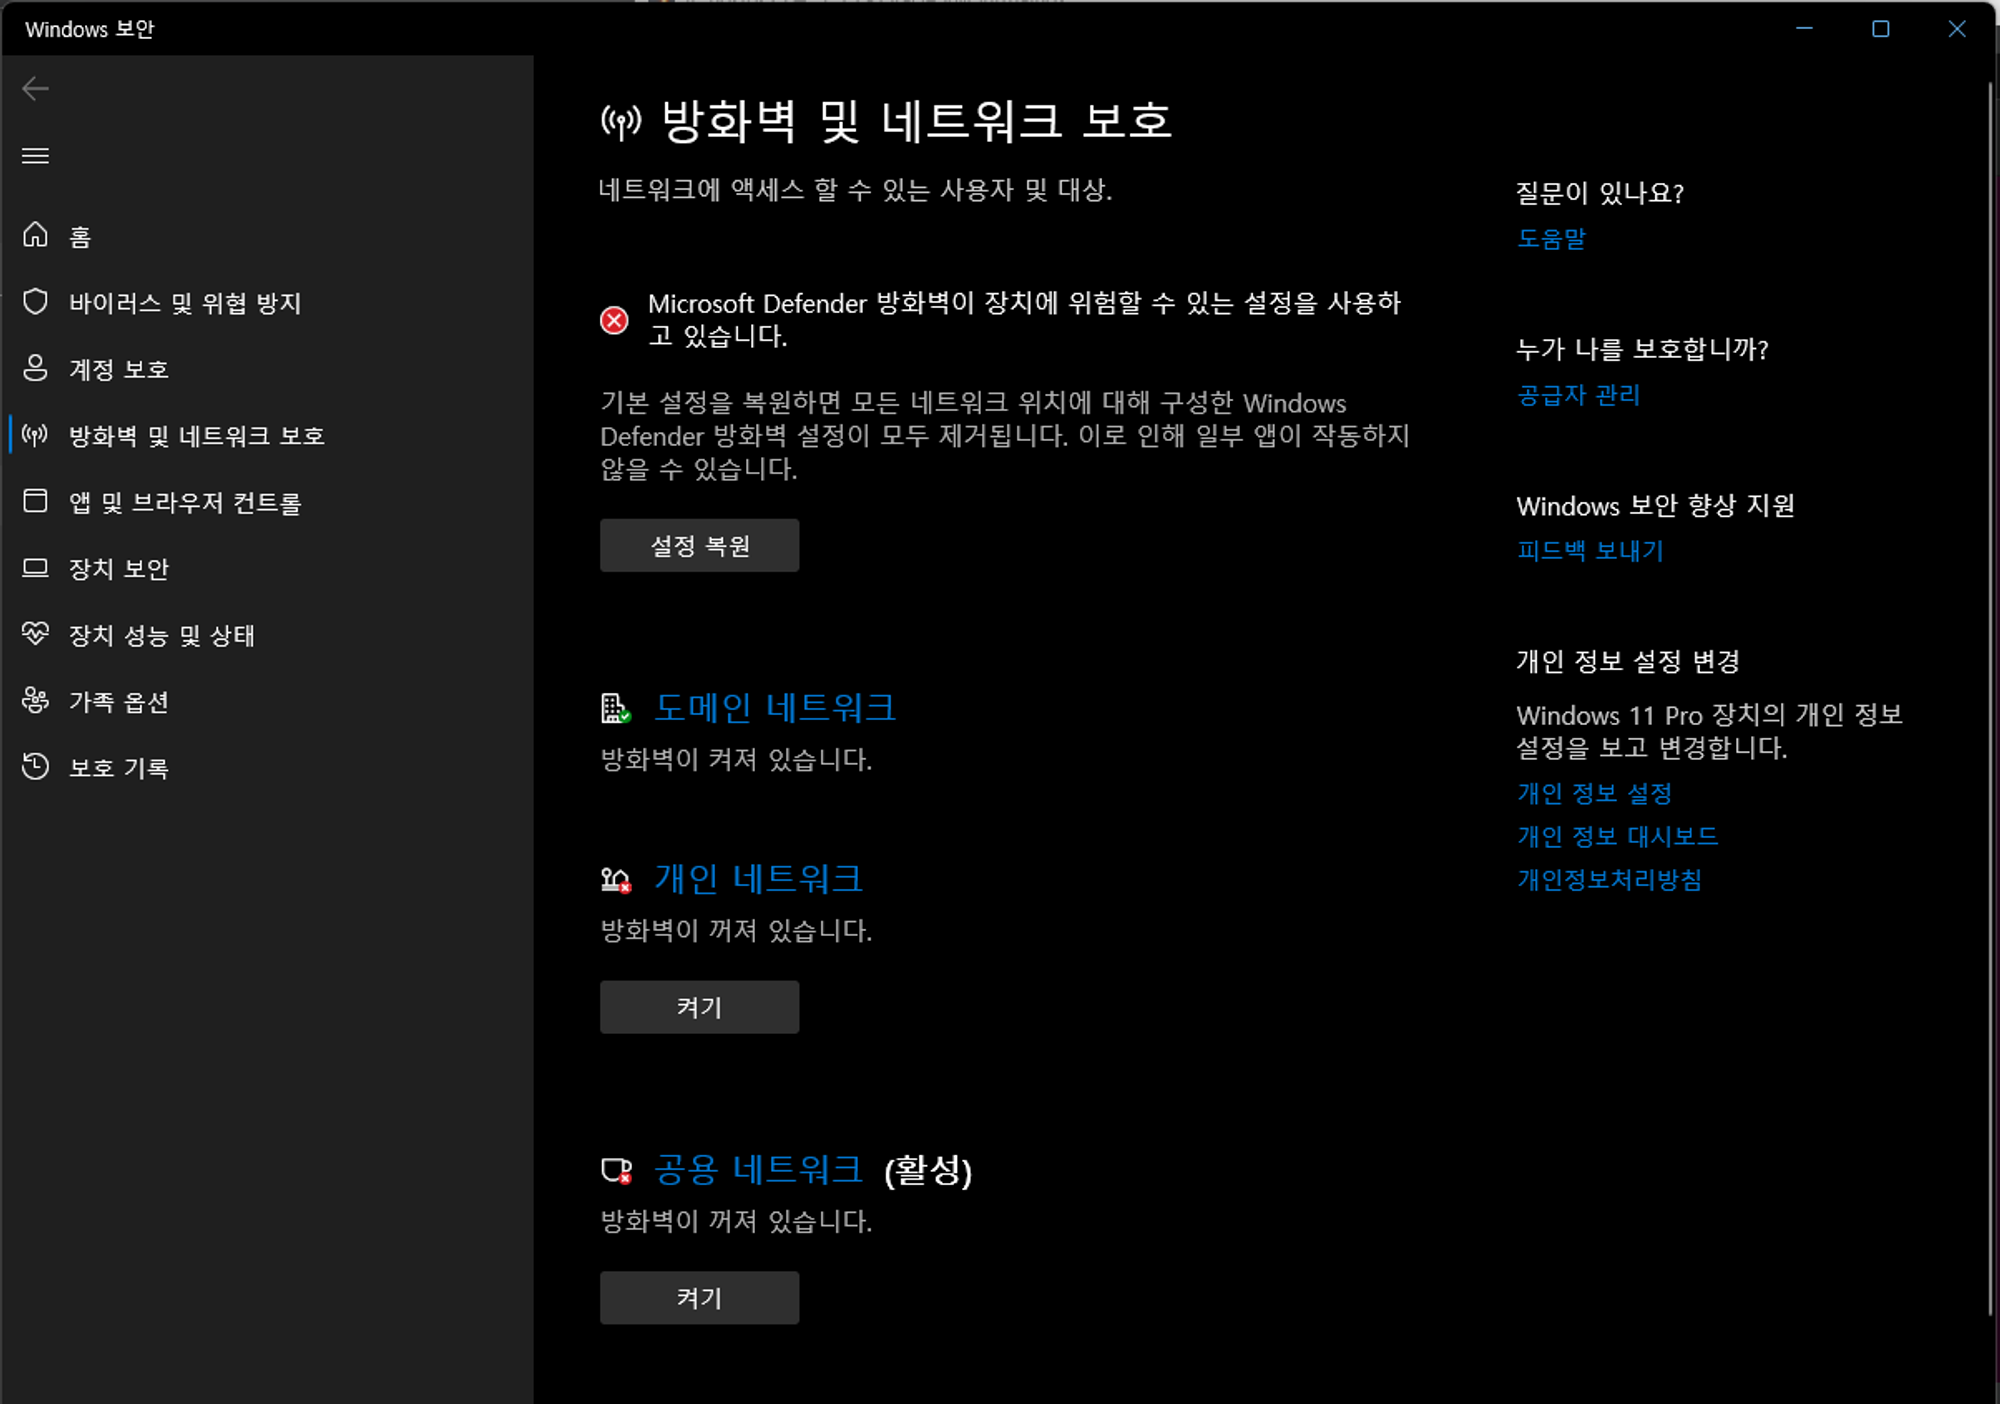 Windows 보안
홈
바이러스 및 위협 방지
계정 보호
방화벽 및 네트워크 보호
앱 및 브라우저 컨트롤
장치 보안
장치 성능 및 상태
가족 옵션
보호 기록
방화벽 및 네트워크 보호
네트워크에 액세스 할 수 있는 사용자 및 대상.
Microsoft Defender 방화벽이 장치에 위험할 수 있는 설정을 사용하
고 있습니다.
기본 설정을 복원하면 모든 네트워크 위치에 대해 구성한 Windows
Defender 방화벽 설정이 모두 제거됩니다. 이로 인해 일부 앱이 작동하지
않을 수 있습니다.
설정 복원
도메인 네트워크
방화벽이 켜져 있습니다.
개인 네트워크
방화벽이 꺼져 있습니다.
켜기
공용 네트워크 (활성)
방화벽이 꺼져 있습니다.
켜기
질문이 있나요?
도움말
누가 나를 보호합니까?
공급자 관리
Windows 보안 향상 지원
피드백 보내기
개인 정보 설정 변경
Windows 11 Pro 장치의 개인 정보
설정을 보고 변경합니다.
개인 정보 설정
개인 정보 대시보드
개인정보처리방침